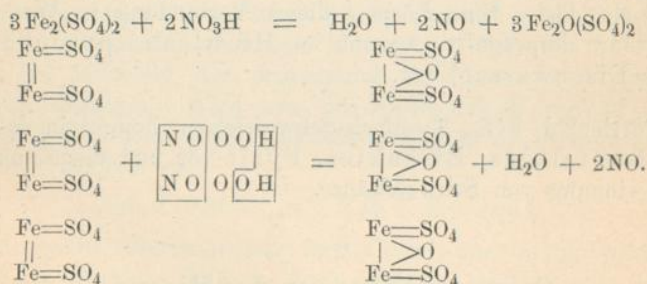 3 Fe₂(SO₄)₂ + 2 NO₃H = H₂O + 2 NO + 3 Fe₂O(SO₄)₂
Fe=SO₄ Fe=SO₄
|| | >O
Fe=SO₄ Fe=SO₄
Fe=SO₄ N O O O H Fe=SO₄
|| + = | >O + H₂O + 2NO.
Fe=SO₄ N O O O H Fe=SO₄
Fe=SO₄ Fe=SO₄
|| | >O
Fe=SO₄ Fe=SO₄